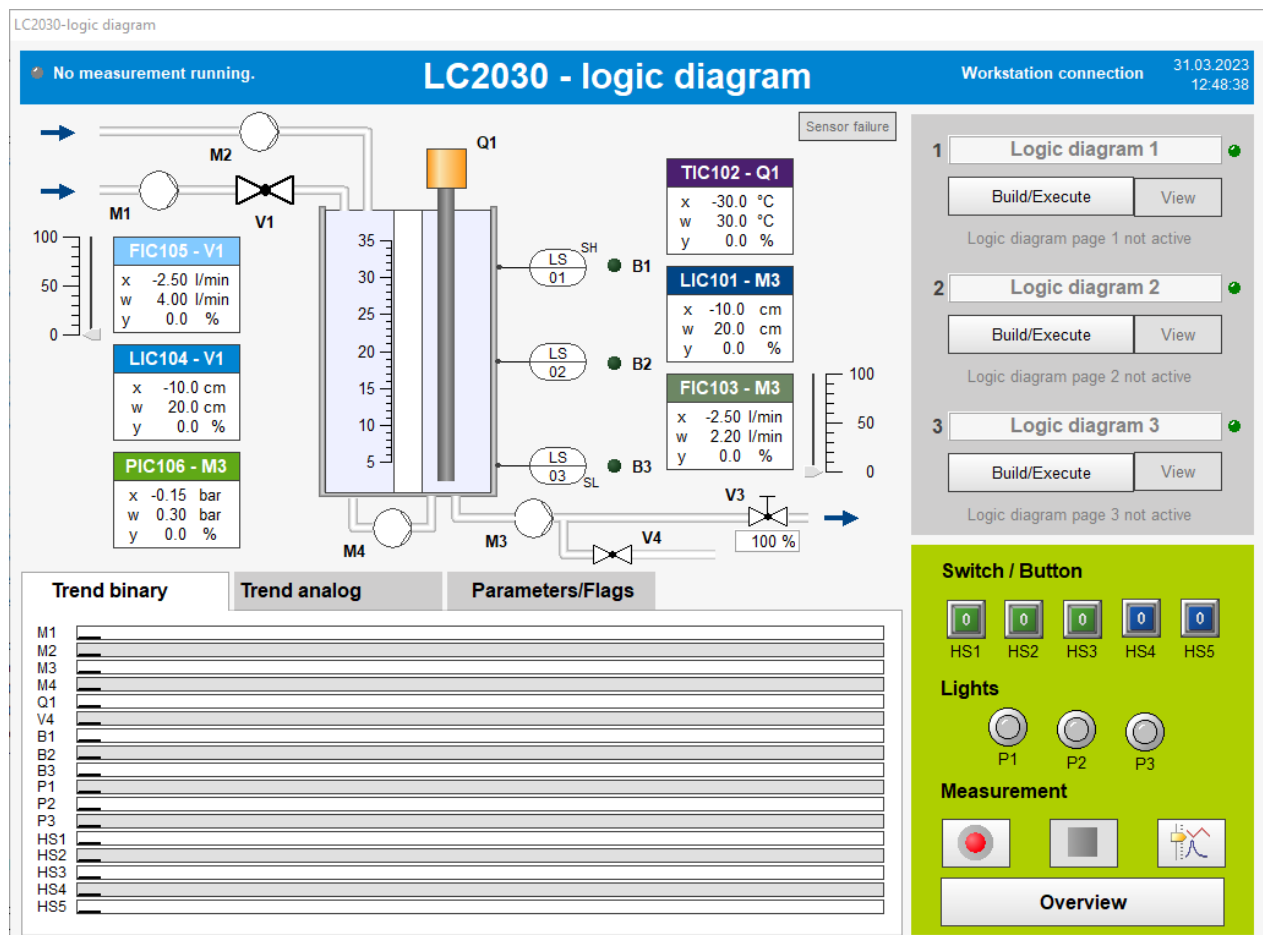 LC2030-logic diagram
No measurement running.
LC2030 - logic diagram
Workstation connection
31.03.2023
12:48:38
Sensor failure
M2
M1
V1
Q1
100
50
0
FIC105 - V1
x -2.50 l/min
w 4.00 l/min
y 0.0 %
LIC104 - V1
x -10.0 cm
w 20.0 cm
y 0.0 %
PIC106 - M3
x -0.15 bar
w 0.30 bar
y 0.0 %
35
30
25
20
15
10
5
LS
01
SH
B1
LS
02
B2
LS
03
SL
B3
TIC102 - Q1
x -30.0 °C
w 30.0 °C
y 0.0 %
LIC101 - M3
x -10.0 cm
w 20.0 cm
y 0.0 %
FIC103 - M3
x -2.50 l/min
w 2.20 l/min
y 0.0 %
100
50
0
M4
M3
V3
100 %
V4
1 Logic diagram 1
Build/Execute View
Logic diagram page 1 not active
2 Logic diagram 2
Build/Execute View
Logic diagram page 2 not active
3 Logic diagram 3
Build/Execute View
Logic diagram page 3 not active
Trend binary Trend analog Parameters/Flags
M1
M2
M3
M4
Q1
V4
B1
B2
B3
P1
P2
P3
HS1
HS2
HS3
HS4
HS5
Switch / Button
0 0 0 0 0
HS1 HS2 HS3 HS4 HS5
Lights
P1 P2 P3
Measurement
Overview